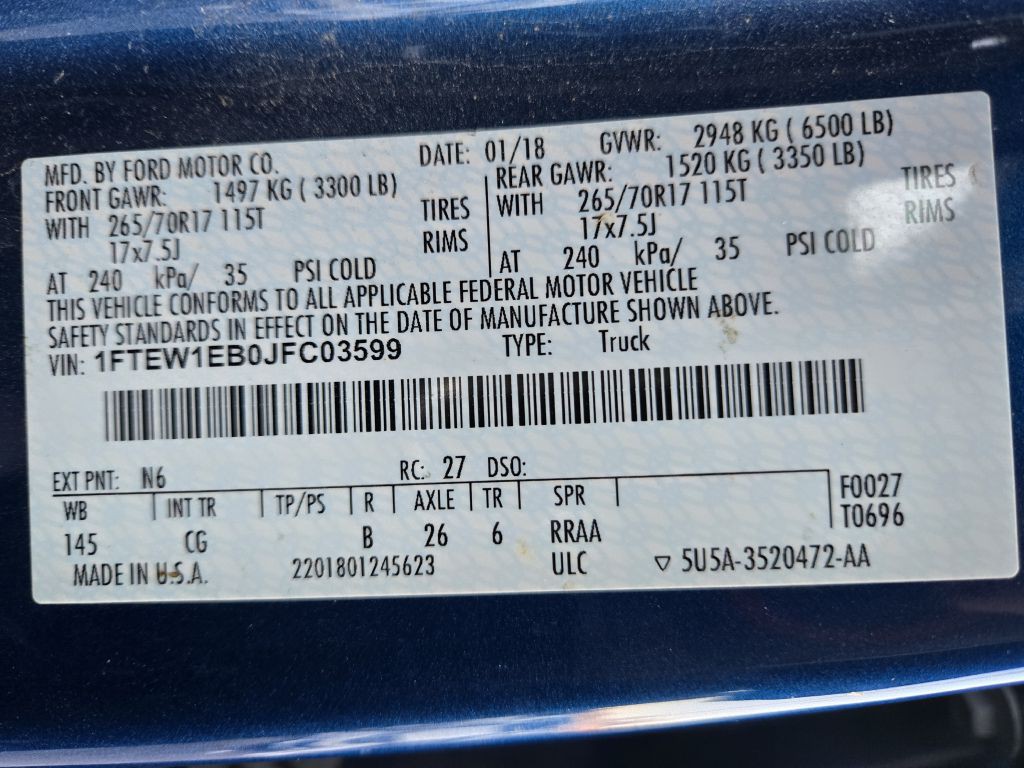 MFD. BY FORD MOTOR CO. DATE: 01/18 GVWR: 2948 KG ( 6500 LB)
FRONT GAWR: 1497 KG ( 3300 LB) REAR GAWR: 1520 KG ( 3350 LB)
WITH 265/70R17 115T TIRES WITH 265/70R17 115T TIRES
17x7.5J RIMS 17x7.5J RIMS
AT 240 kPa/ 35 PSI COLD AT 240 kPa/ 35 PSI COLD
THIS VEHICLE CONFORMS TO ALL APPLICABLE FEDERAL MOTOR VEHICLE
SAFETY STANDARDS IN EFFECT ON THE DATE OF MANUFACTURE SHOWN ABOVE.
VIN: 1FTEW1EB0JFC03599 TYPE: Truck
EXT PNT: N6 RC: 27 DSO:
WB INT TR TP/PS R AXLE TR SPR F0027
145 CG B 26 6 RRAA T0696
MADE IN U.S.A. 2201801245623 ULC ▽ 5U5A-3520472-AA